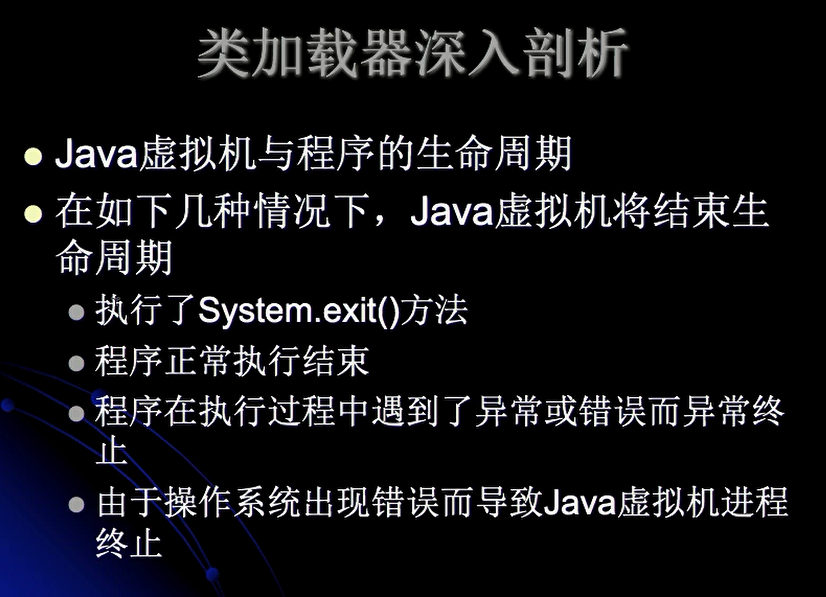 类加载器深入剖析
Java虚拟机与程序的生命周期
在如下几种情况下，Java虚拟机将结束生
命周期
执行了System.exit()方法
程序正常执行结束
程序在执行过程中遇到了异常或错误而异常终
止
由于操作系统出现错误而导致Java虚拟机进程
终止